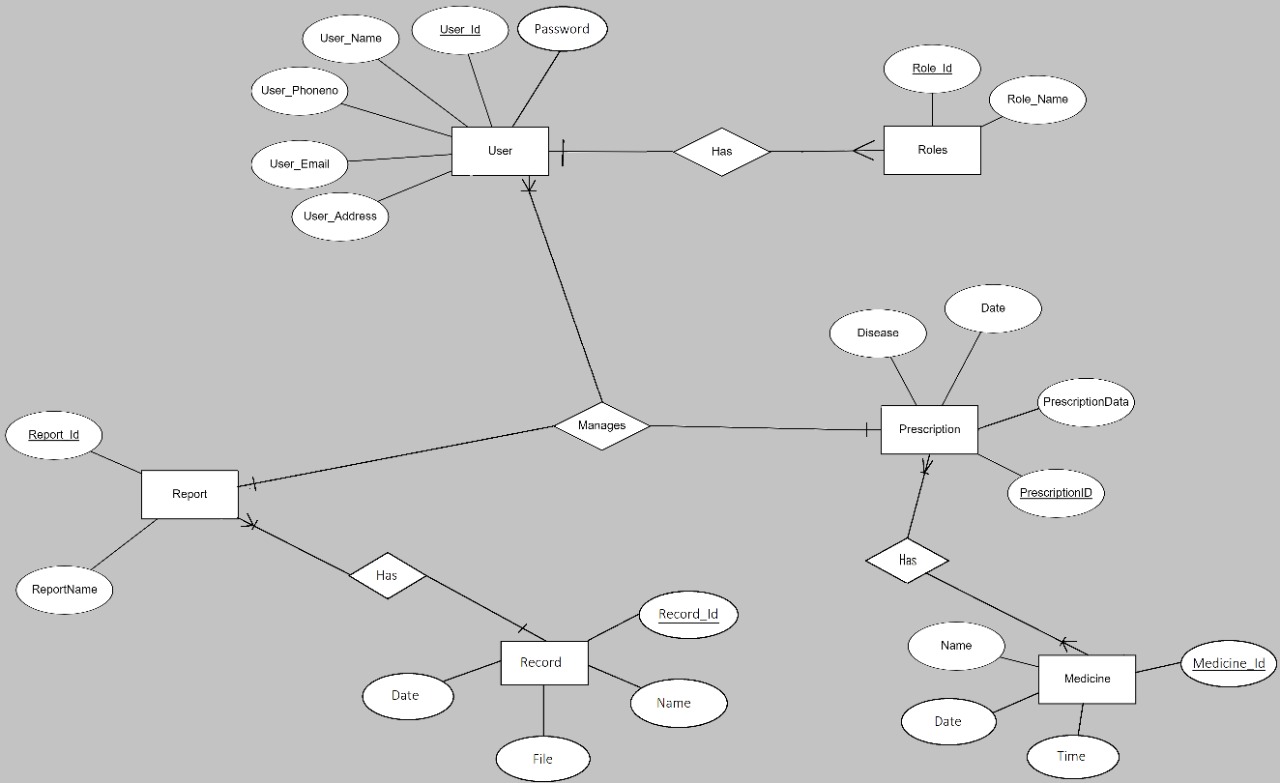 User_Name
User_Id
Password
User_Phoneno
User_Email
User_Address
User
Has
Role_Id
Role_Name
Roles
Disease
Date
PrescriptionData
Prescription
PrescriptionID
Manages
Report_Id
Report
ReportName
Has
Has
Record_Id
Record
Date
Name
File
Name
Medicine_Id
Medicine
Date
Time